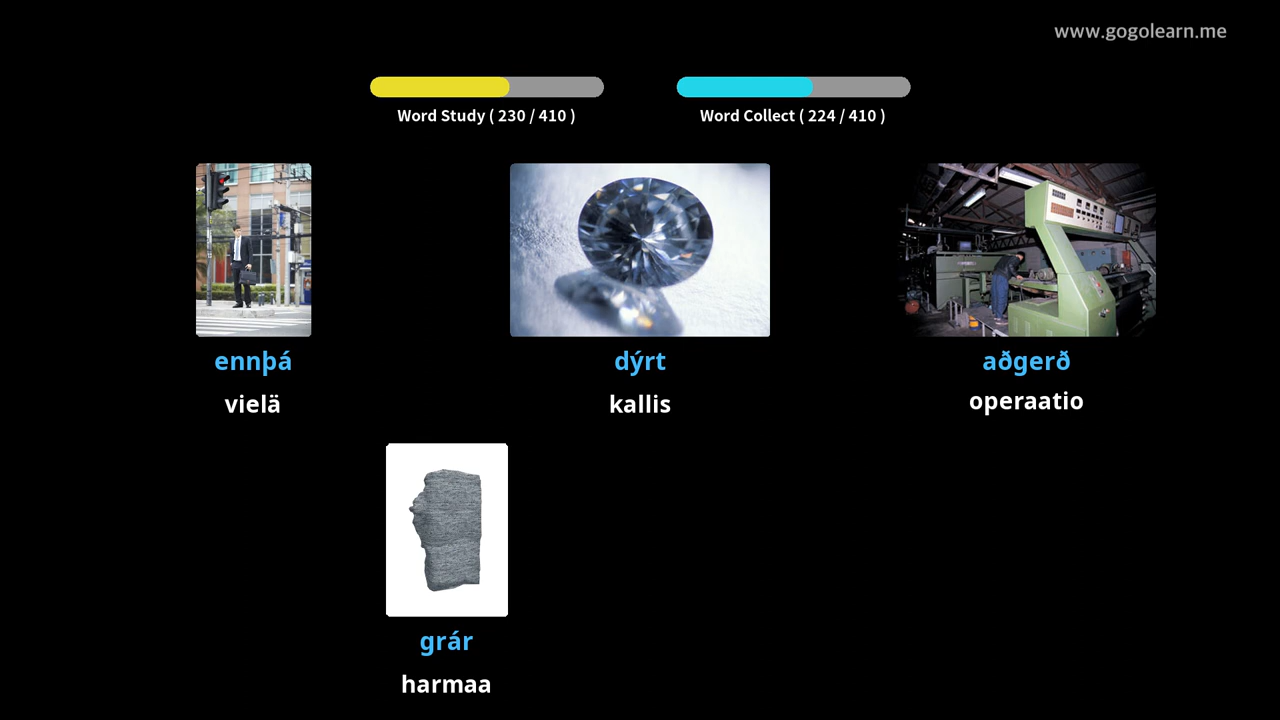 www.gogolearn.me
Word Study ( 230 / 410 )
Word Collect ( 224 / 410 )
ennþá
dýrt
aðgerð
vielä
kallis
operaatio
grár
harmaa